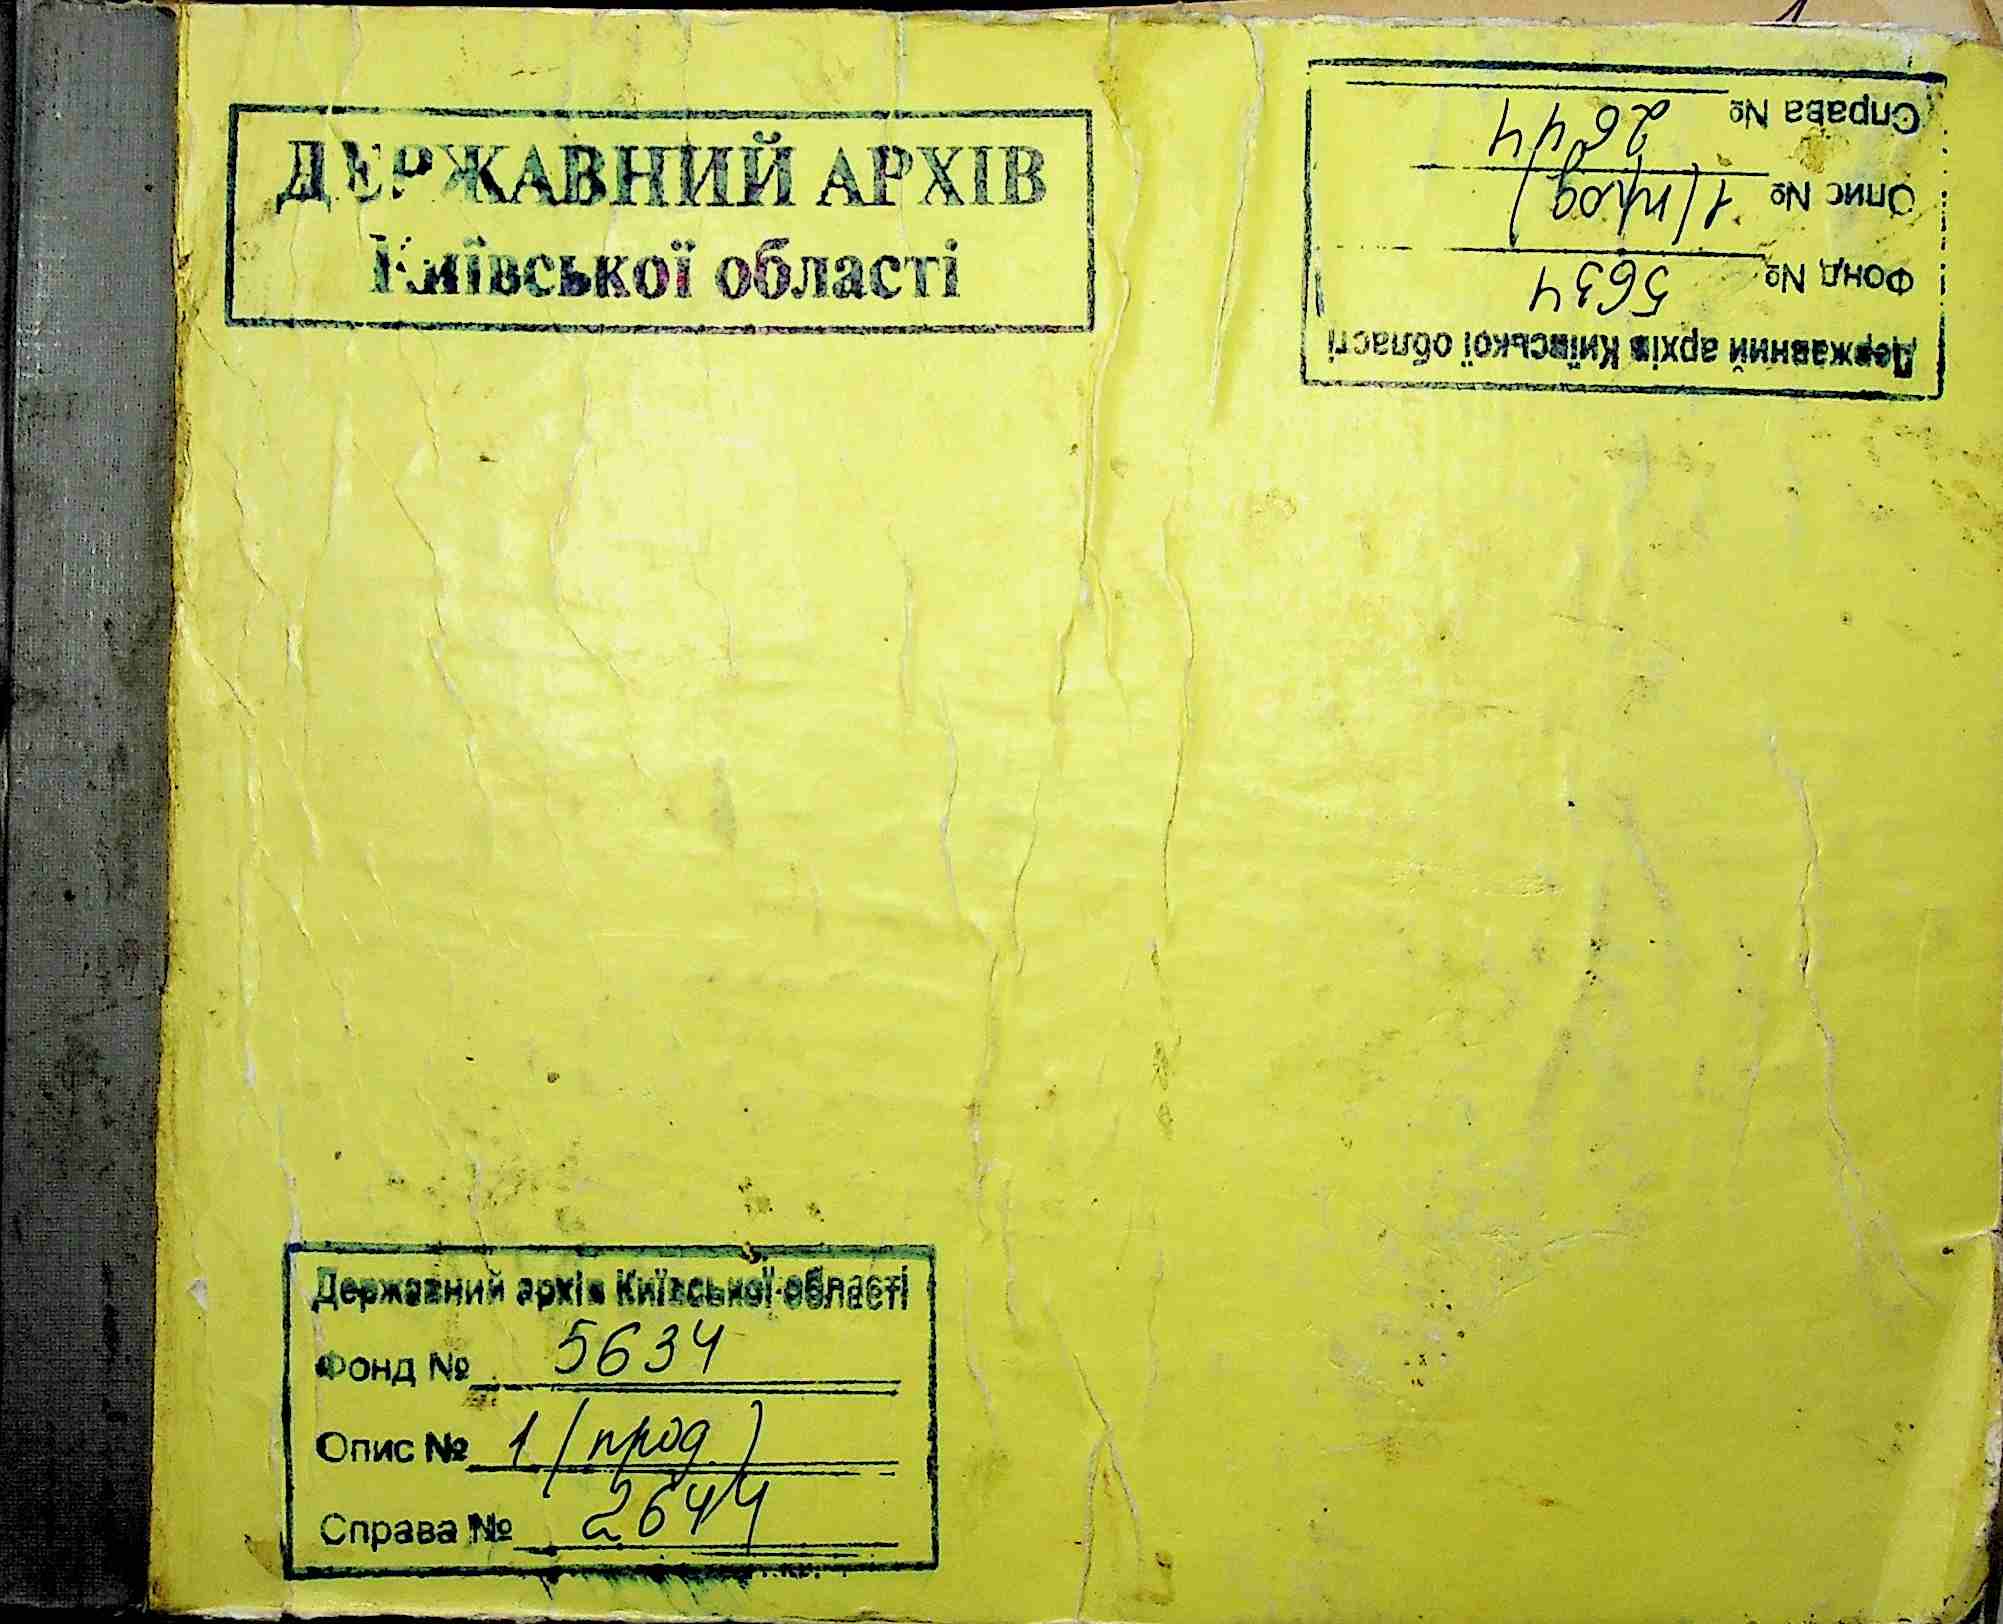 ДЕРЖАВНИЙ АРХІВ
Київської області
Державний архів Київської області
Фонд № 5634
Опис № 1 (прод)
Справа № 2644
Державний архів Київської області
Фонд № 5634
Опис № 1 (прод)
Справа № 2644
1